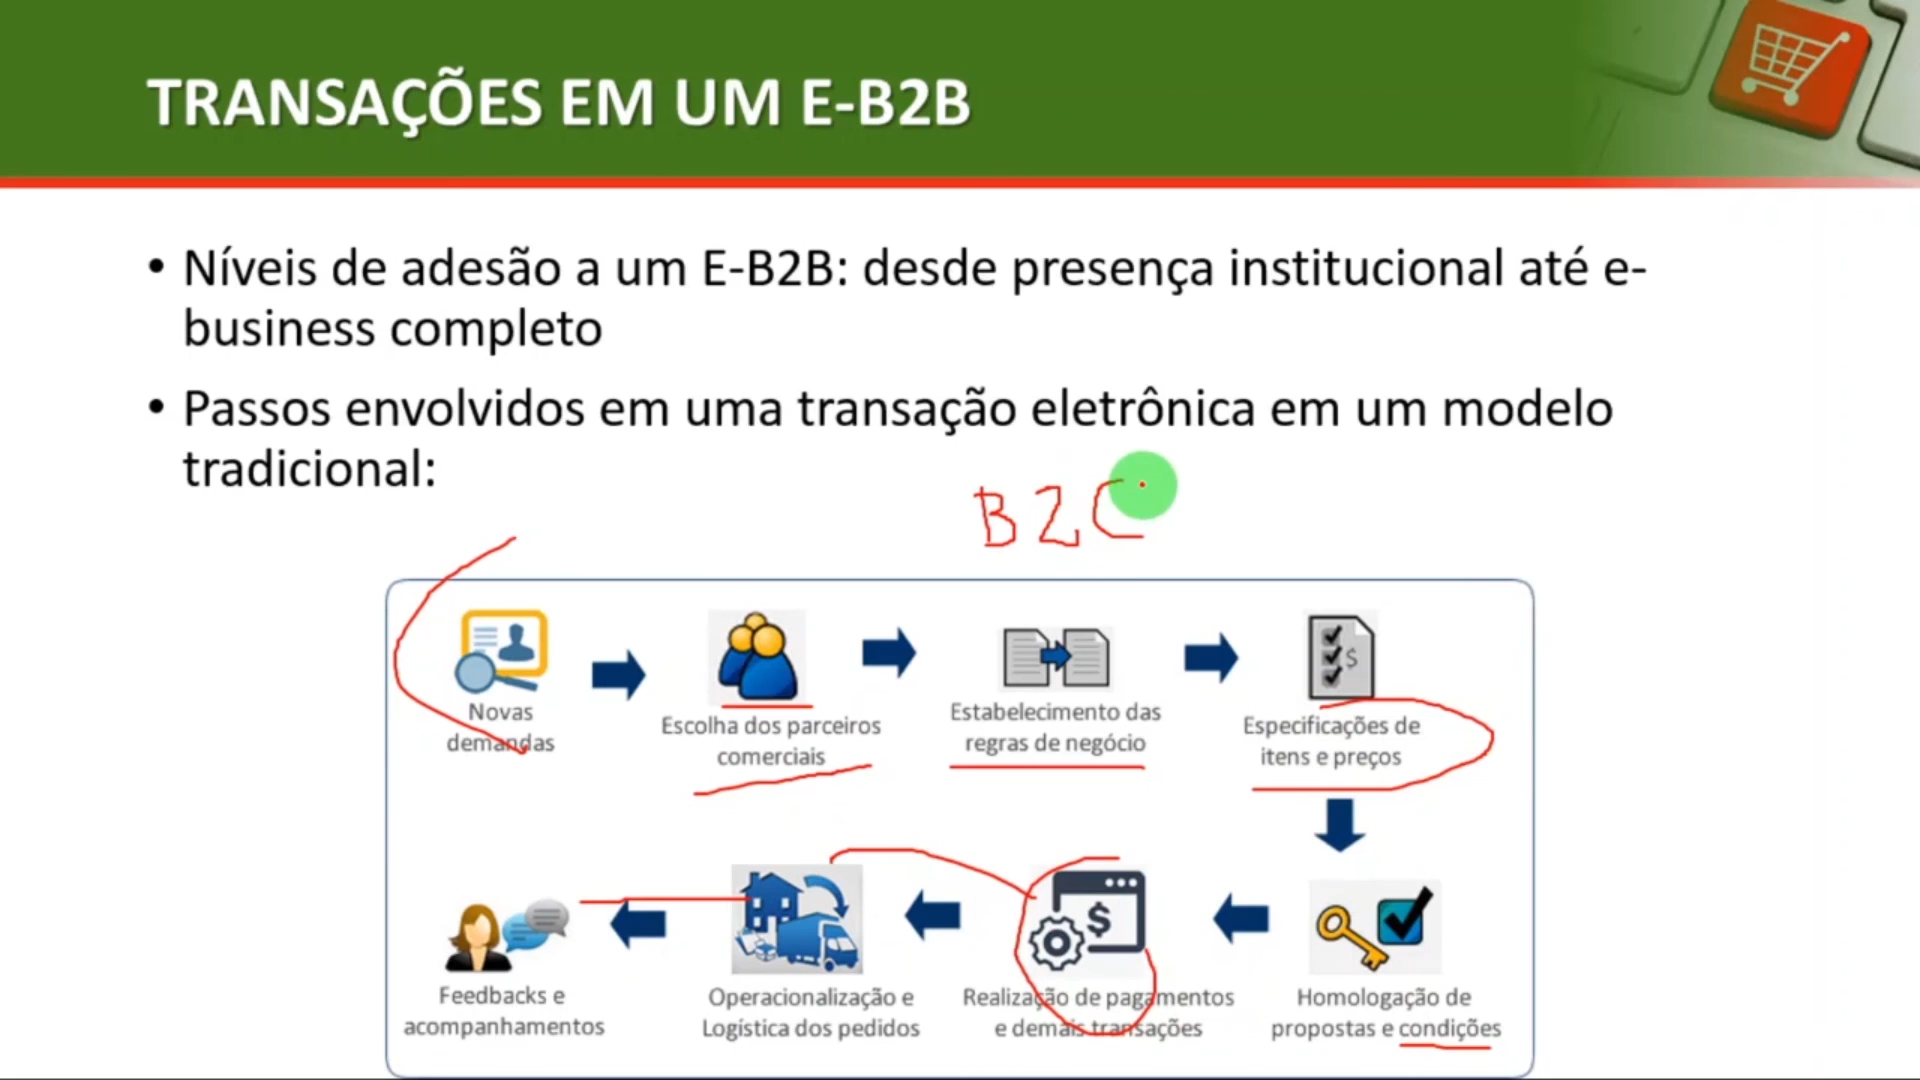 TRANSAÇÕES EM UM E-B2B
• Níveis de adesão a um E-B2B: desde presença institucional até e-
business completo
• Passos envolvidos em uma transação eletrônica em um modelo
tradicional:
B2C
Novas
demandas
Escolha dos parceiros
comerciais
Estabelecimento das
regras de negócio
Especificações de
itens e preços
$
Feedbacks e
acompanhamentos
Operacionalização e
Logística dos pedidos
$
Realização de pagamentos
e demais transações
Homologação de
propostas e condições